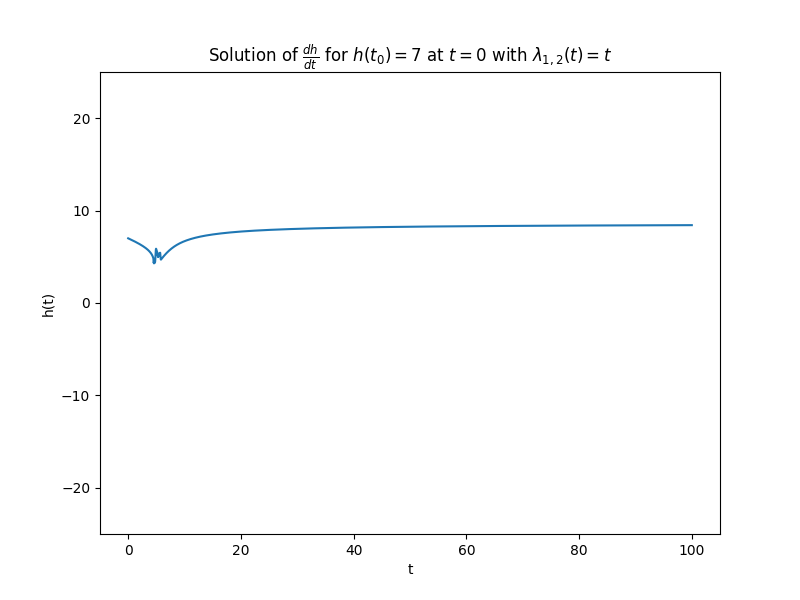 Solution of $\frac{dh}{dt}$ for $h(t_0) = 7$ at $t = 0$ with $\lambda_{1,2}(t) = t$
20
10
0
−10
−20
h(t)
0 20 40 60 80 100
t